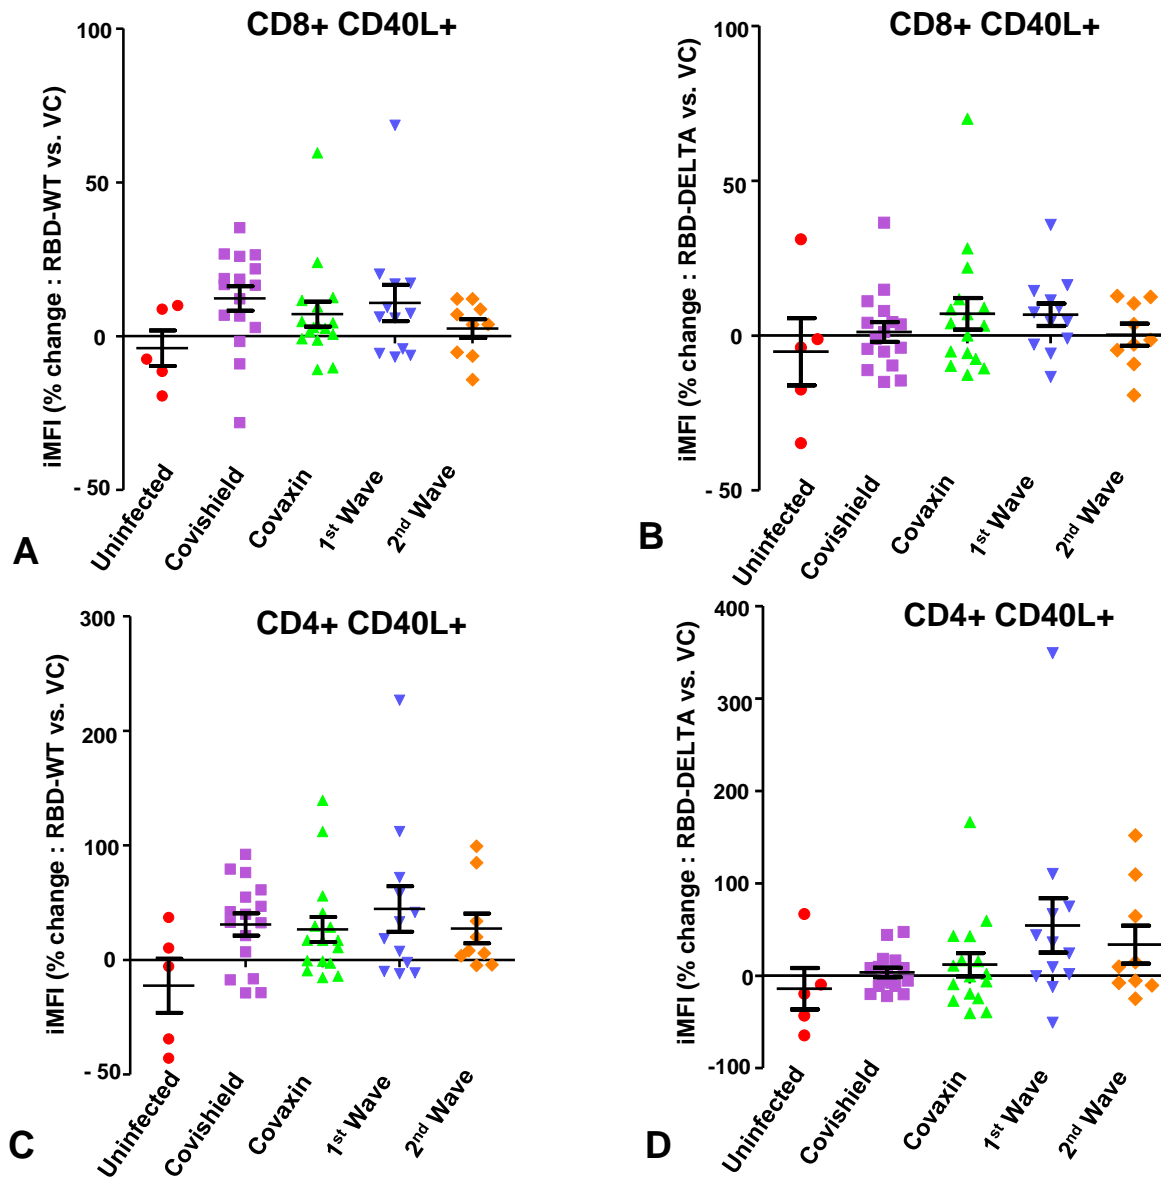 CD8+ CD40L+
iMFI (% change : RBD-WT vs. VC)
100
50
0
- 50
Uninfected
Covishield
Covaxin
1st Wave
2nd Wave
A
CD8+ CD40L+
iMFI (% change : RBD-DELTA vs. VC)
100
50
0
- 50
Uninfected
Covishield
Covaxin
1st Wave
2nd Wave
B
CD4+ CD40L+
iMFI (% change : RBD-WT vs. VC)
300
200
100
0
- 50
Uninfected
Covishield
Covaxin
1st Wave
2nd Wave
C
CD4+ CD40L+
iMFI (% change : RBD-DELTA vs. VC)
400
300
200
100
0
-100
Uninfected
Covishield
Covaxin
1st Wave
2nd Wave
D